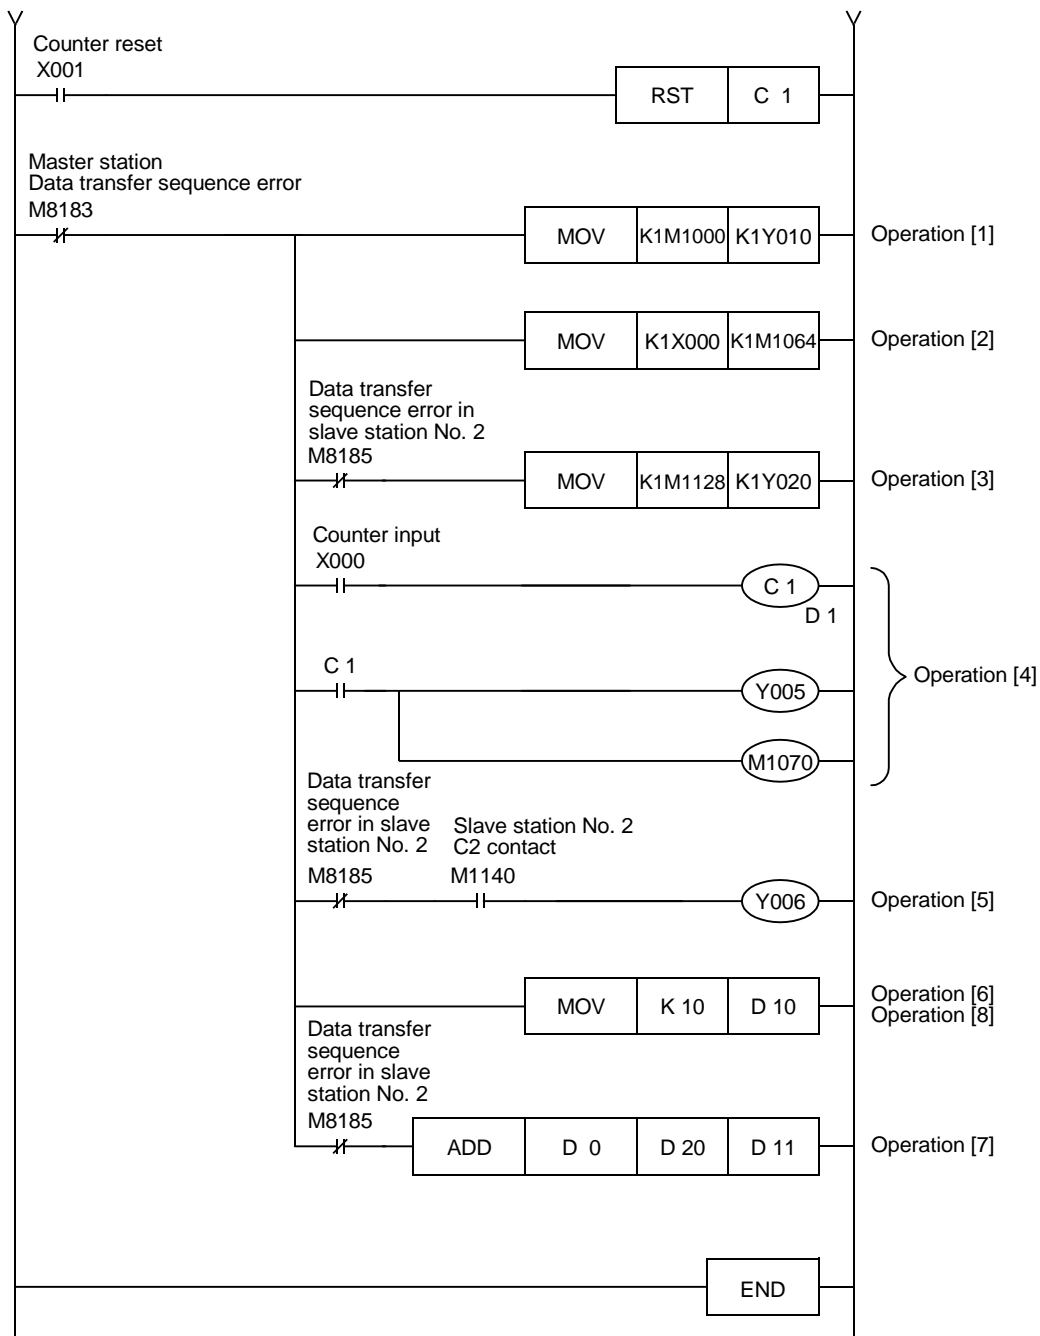 Counter reset
X001
RST C 1
Master station
Data transfer sequence error
M8183
MOV K1M1000 K1Y010 Operation [1]
MOV K1X000 K1M1064 Operation [2]
Data transfer
sequence error in
slave station No. 2
M8185
MOV K1M1128 K1Y020 Operation [3]
Counter input
X000
C 1
D 1
C 1
Y005
Operation [4]
M1070
Data transfer
sequence
error in slave
station No. 2
Slave station No. 2
C2 contact
M8185 M1140
Y006 Operation [5]
MOV K 10 D 10
Operation [6]
Operation [8]
Data transfer
sequence
error in slave
station No. 2
M8185
ADD D 0 D 20 D 11 Operation [7]
END